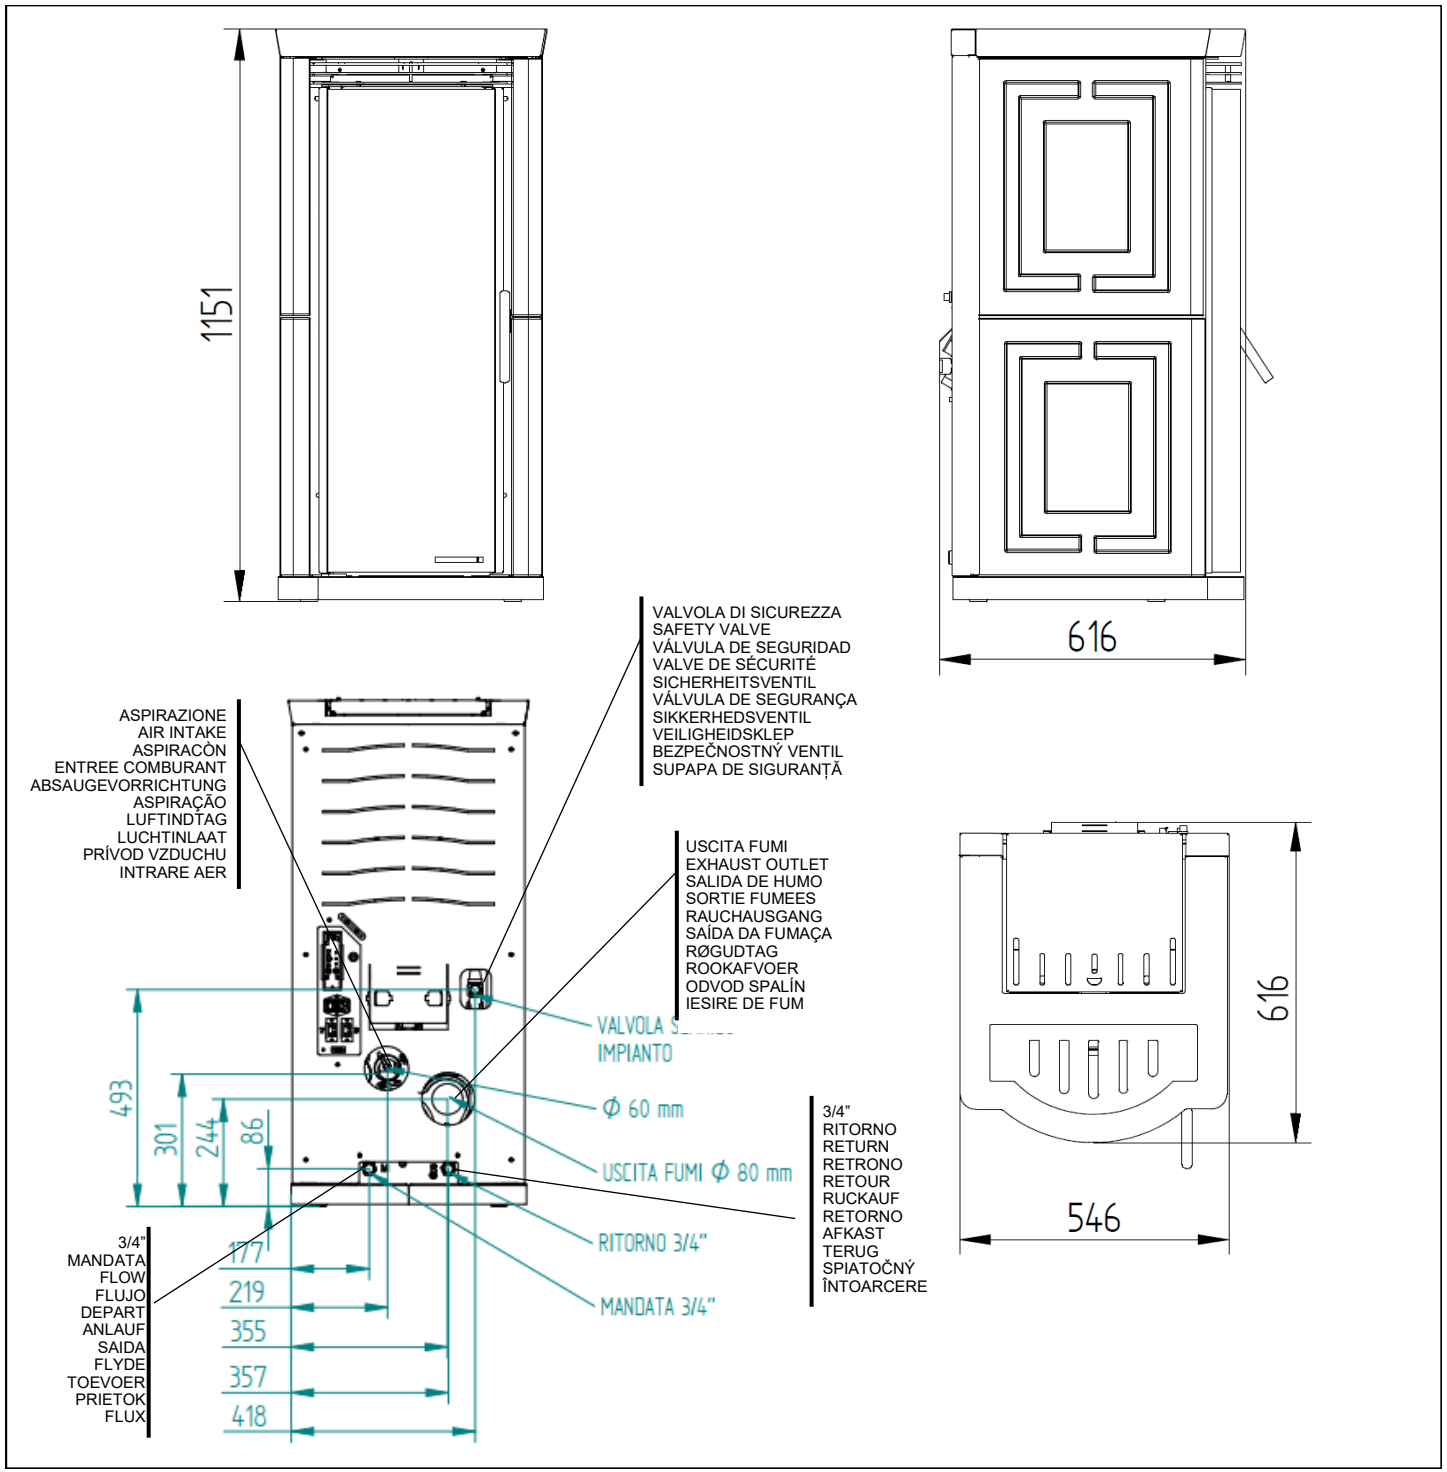 1151
616
VALVOLA DI SICUREZZA
SAFETY VALVE
VÁLVULA DE SEGURIDAD
VALVE DE SÉCURITÉ
SICHERHEITSVENTIL
VÁLVULA DE SEGURANÇA
SIKKERHEDSVENTIL
VEILIGHEIDSKLEP
BEZPEČNOSTNÝ VENTIL
SUPAPA DE SIGURANȚĂ
ASPIRAZIONE
AIR INTAKE
ASPIRACÒN
ENTREE COMBURANT
ABSAUGEVORRICHTUNG
ASPIRAÇÃO
LUFTINDTAG
LUCHTINLAAT
PRÍVOD VZDUCHU
INTRARE AER
USCITA FUMI
EXHAUST OUTLET
SALIDA DE HUMO
SORTIE FUMEES
RAUCHAUSGANG
SAÍDA DA FUMAÇA
RØGUDTAG
ROOKAFVOER
ODVOD SPALÍN
IESIRE DE FUM
VALVOLA
IMPIANTO
Φ 60 mm
USCITA FUMI Φ 80 mm
RITORNO 3/4"
MANDATA 3/4"
493
301
244
86
3/4"
RITORNO
RETURN
RETRONO
RETOUR
RUCKAUF
RETORNO
AFKAST
TERUG
SPIATOČNÝ
ÎNTOARCERE
3/4"
MANDATA
FLOW
FLUJO
DEPART
ANLAUF
SAIDA
FLYDE
TOEVOER
PRIETOK
FLUX
177
219
355
357
418
616
546